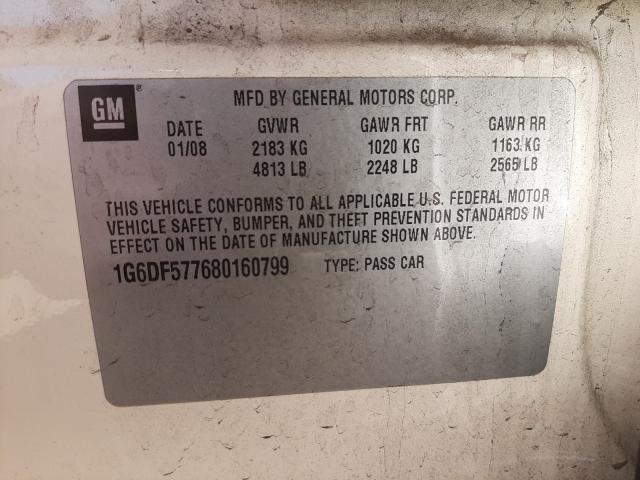 GM ®
MFD BY GENERAL MOTORS CORP.
DATE GVWR GAWR FRT GAWR RR
01/08 2183 KG 1020 KG 1163 KG
4813 LB 2248 LB 2565 LB
THIS VEHICLE CONFORMS TO ALL APPLICABLE U.S. FEDERAL MOTOR
VEHICLE SAFETY, BUMPER, AND THEFT PREVENTION STANDARDS IN
EFFECT ON THE DATE OF MANUFACTURE SHOWN ABOVE.
1G6DF577680160799 TYPE: PASS CAR